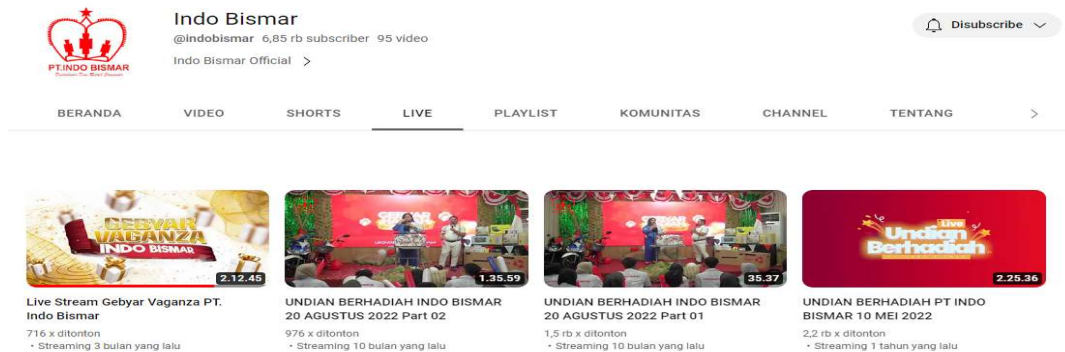 Indo Bismar
@indobismar 6,85 rb subscriber 95 video
Indo Bismar Official >
Disubscribe
PT.INDO BISMAR
BERANDA VIDEO SHORTS LIVE PLAYLIST KOMUNITAS CHANNEL TENTANG >
GEBYAR
VAGANZA
INDO BISMAR
2.12.45
1.35.59
35.37
Live
Undian
Berhadiah
2.25.36
Live Stream Gebyar Vaganza PT.
Indo Bismar
716 x ditonton
• Streaming 3 bulan yang lalu
UNDIAN BERHADIAH INDO BISMAR
20 AGUSTUS 2022 Part 02
976 x ditonton
• Streaming 10 bulan yang lalu
UNDIAN BERHADIAH INDO BISMAR
20 AGUSTUS 2022 Part 01
1,5 rb x ditonton
• Streaming 10 bulan yang lalu
UNDIAN BERHADIAH PT INDO
BISMAR 10 MEI 2022
2,2 rb x ditonton
• Streaming 1 tahun yang lalu